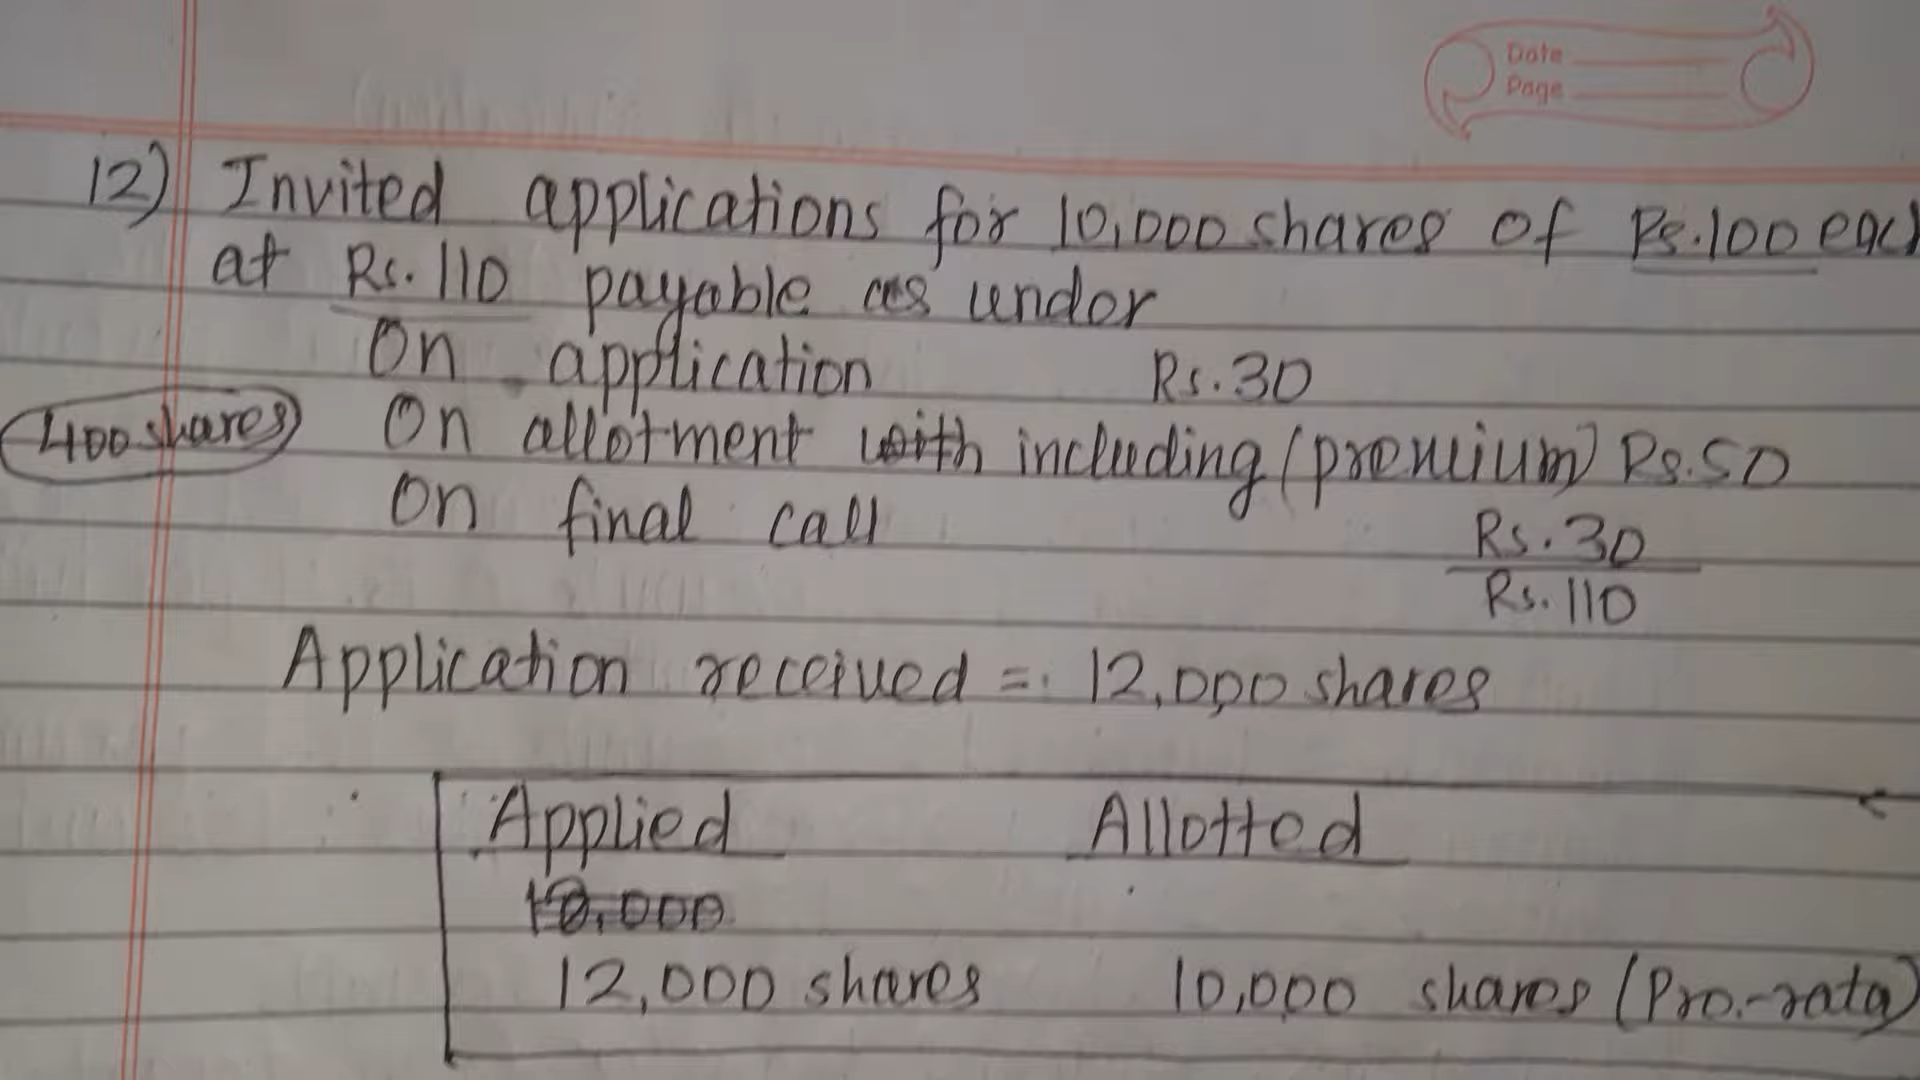 Date
Page
12) Invited applications for 10,000 shares of Rs.100 each
at Rs. 110 payable as under
On application Rs.30
400 shares On allotment with including (premium) Rs.50
On final call Rs. 30
Rs. 110
Application received = 12,000 shares
Applied Allotted
12,000 shares 10,000 shares (Pro-rata)